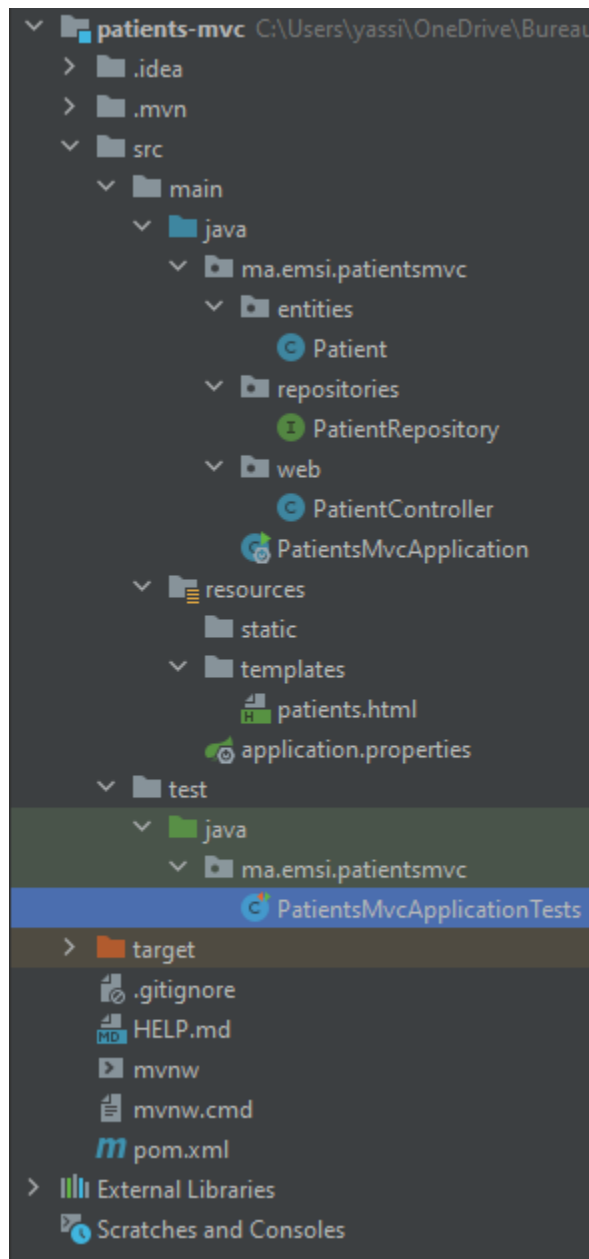 patients-mvc C:\Users\yassi\OneDrive\Bureau
.idea
.mvn
src
main
java
ma.emsi.patientsmvc
entities
C Patient
repositories
I PatientRepository
web
C PatientController
PatientsMvcApplication
resources
static
templates
H patients.html
application.properties
test
java
ma.emsi.patientsmvc
C PatientsMvcApplicationTests
target
.gitignore
MD HELP.md
mvnw
mvnw.cmd
m pom.xml
External Libraries
Scratches and Consoles